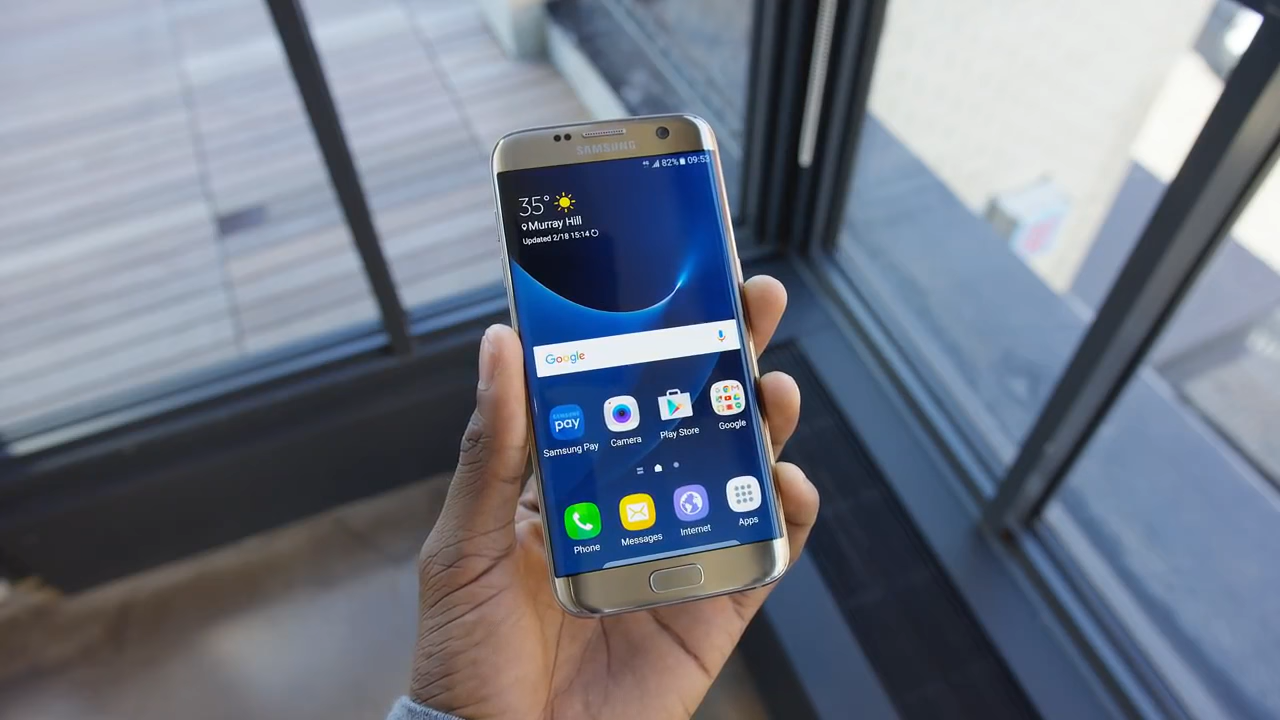 SAMSUNG
82% 09:53
35°
Murray Hill
Updated 2/18 15:14
Google
SAMSUNG
pay
Samsung Pay
Camera
Play Store
Google
Phone
Messages
Internet
Apps